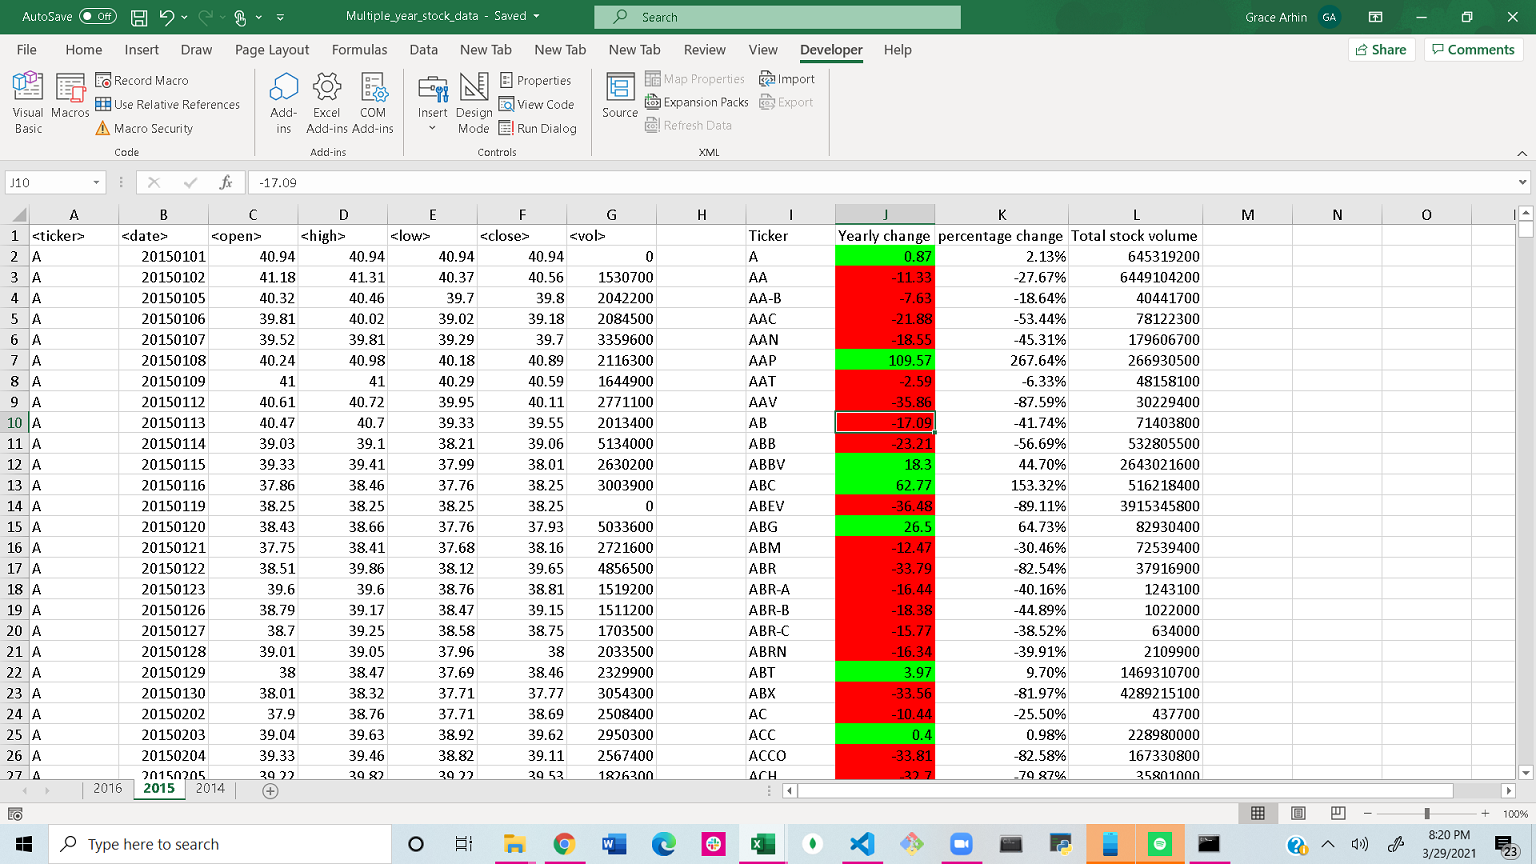 AutoSave Off Multiple_year_stock_data - Saved Search Grace Arhin GA
File Home Insert Draw Page Layout Formulas Data New Tab New Tab New Tab Review View Developer Help Share Comments
Visual Basic
Macros
Record Macro
Use Relative References
Macro Security
Code
Add-ins
Excel Add-ins
COM Add-ins
Add-ins
Insert
Design Mode
Properties
View Code
Run Dialog
Controls
Source
Map Properties
Expansion Packs
Refresh Data
Import
Export
XML
J10 fx -17.09
A B C D E F G H I J K L M N O
1 <ticker> <date> <open> <high> <low> <close> <vol> Ticker Yearly change percentage change Total stock volume
2 A 20150101 40.94 40.94 40.94 40.94 0 A 0.87 2.13% 645319200
3 A 20150102 41.18 41.31 40.37 40.56 1530700 AA -11.33 -27.67% 6449104200
4 A 20150105 40.32 40.46 39.7 39.8 2042200 AA-B -7.63 -18.64% 40441700
5 A 20150106 39.81 40.02 39.02 39.18 2084500 AAC -21.88 -53.44% 78122300
6 A 20150107 39.52 39.81 39.29 39.7 3359600 AAN -18.55 -45.31% 179606700
7 A 20150108 40.24 40.98 40.18 40.89 2116300 AAP 109.57 267.64% 266930500
8 A 20150109 41 41 40.29 40.59 1644900 AAT -2.59 -6.33% 48158100
9 A 20150112 40.61 40.72 39.95 40.11 2771100 AAV -35.86 -87.59% 30229400
10 A 20150113 40.47 40.7 39.33 39.55 2013400 AB -17.09 -41.74% 71403800
11 A 20150114 39.03 39.1 38.21 39.06 5134000 ABB -23.21 -56.69% 532805500
12 A 20150115 39.33 39.41 37.99 38.01 2630200 ABBV 18.3 44.70% 2643021600
13 A 20150116 37.86 38.46 37.76 38.25 3003900 ABC 62.77 153.32% 516218400
14 A 20150119 38.25 38.25 38.25 38.25 0 ABEV -36.48 -89.11% 3915345800
15 A 20150120 38.43 38.66 37.76 37.93 5033600 ABG 26.5 64.73% 82930400
16 A 20150121 37.75 38.41 37.68 38.16 2721600 ABM -12.47 -30.46% 72539400
17 A 20150122 38.51 39.86 38.12 39.65 4856500 ABR -33.79 -82.54% 37916900
18 A 20150123 39.6 39.6 38.76 38.81 1519200 ABR-A -16.44 -40.16% 1243100
19 A 20150126 38.79 39.17 38.47 39.15 1511200 ABR-B -18.38 -44.89% 1022000
20 A 20150127 38.7 39.25 38.58 38.75 1703500 ABR-C -15.77 -38.52% 634000
21 A 20150128 39.01 39.05 37.96 38 2033500 ABRN -16.34 -39.91% 2109900
22 A 20150129 38 38.47 37.69 38.46 2329900 ABT 3.97 9.70% 1469310700
23 A 20150130 38.01 38.32 37.71 37.77 3054300 ABX -33.56 -81.97% 4289215100
24 A 20150202 37.9 38.76 37.71 38.69 2508400 AC -10.44 -25.50% 437700
25 A 20150203 39.04 39.63 38.92 39.62 2950300 ACC 0.4 0.98% 228980000
26 A 20150204 39.33 39.46 38.82 39.11 2567400 ACCO -33.81 -82.58% 167330800
27 A 20150205 39.22 39.82 39.22 39.53 1826300 ACH -32.7 -79.87% 35801000
2016 2015 2014
100%
Type here to search
8:20 PM
3/29/2021
23